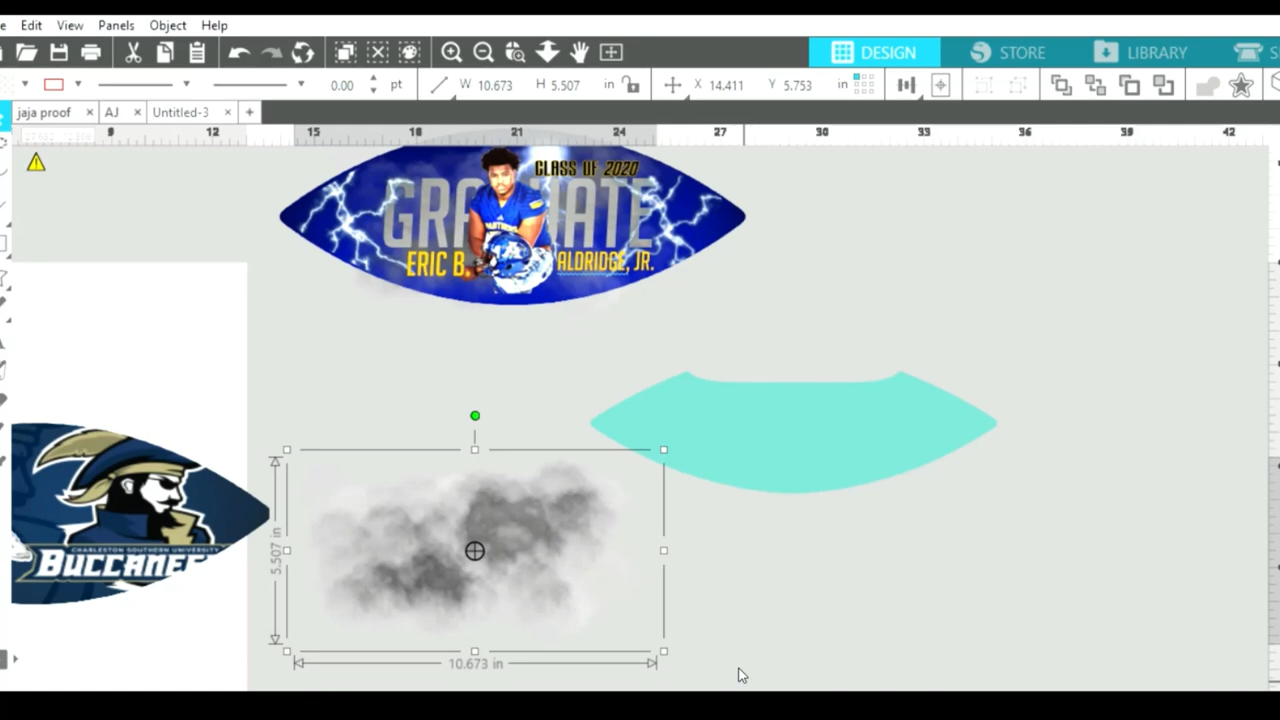 Edit View Panels Object Help
DESIGN STORE LIBRARY
0.00 pt W 10.673 H 5.507 in X 14.411 Y 5.753 in
jaja proof × AJ × Untitled-3 × +
9 12 15 18 21 24 27 30 33 36 39 42
CLASS OF 2020
GRADUATE
PANTHERS
ERIC B. ALDRIDGE, JR.
CHARLESTON SOUTHERN UNIVERSITY
BUCCANEE
5.507 in
10.673 in